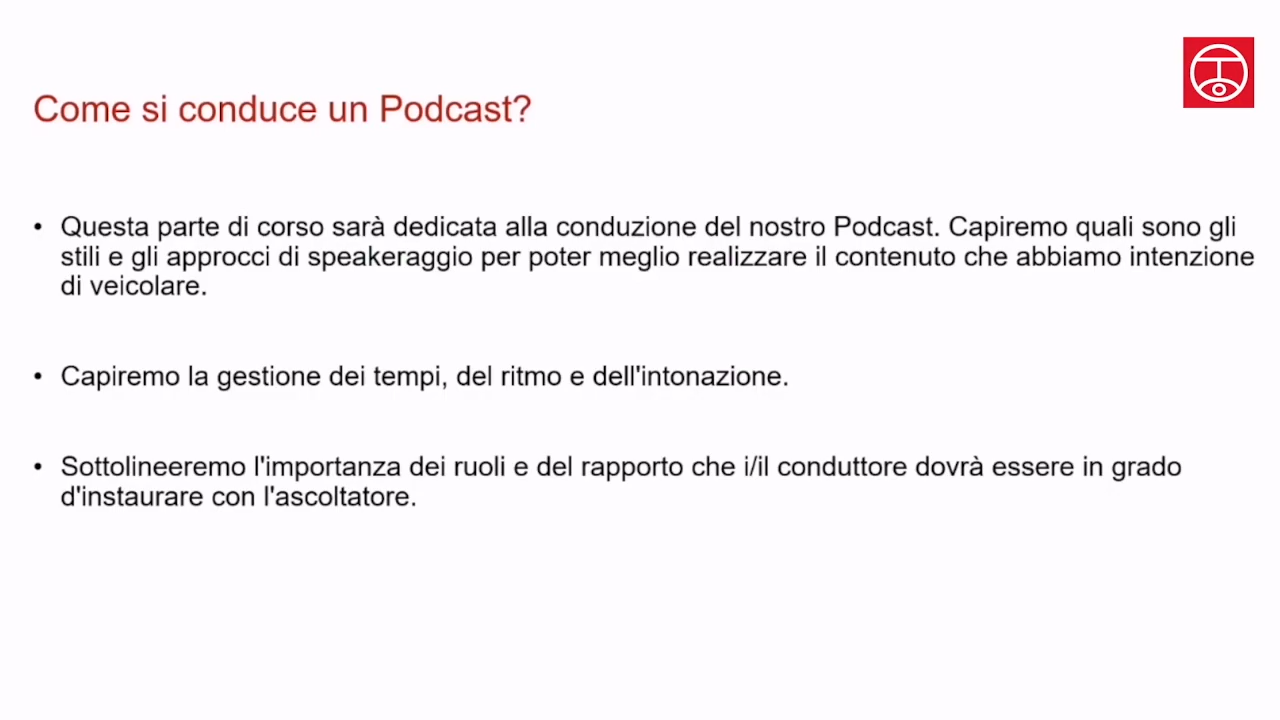 Come si conduce un Podcast?
• Questa parte di corso sarà dedicata alla conduzione del nostro Podcast. Capiremo quali sono gli
stili e gli approcci di speakeraggio per poter meglio realizzare il contenuto che abbiamo intenzione
di veicolare.
• Capiremo la gestione dei tempi, del ritmo e dell'intonazione.
• Sottolineeremo l'importanza dei ruoli e del rapporto che i/il conduttore dovrà essere in grado
d'instaurare con l'ascoltatore.